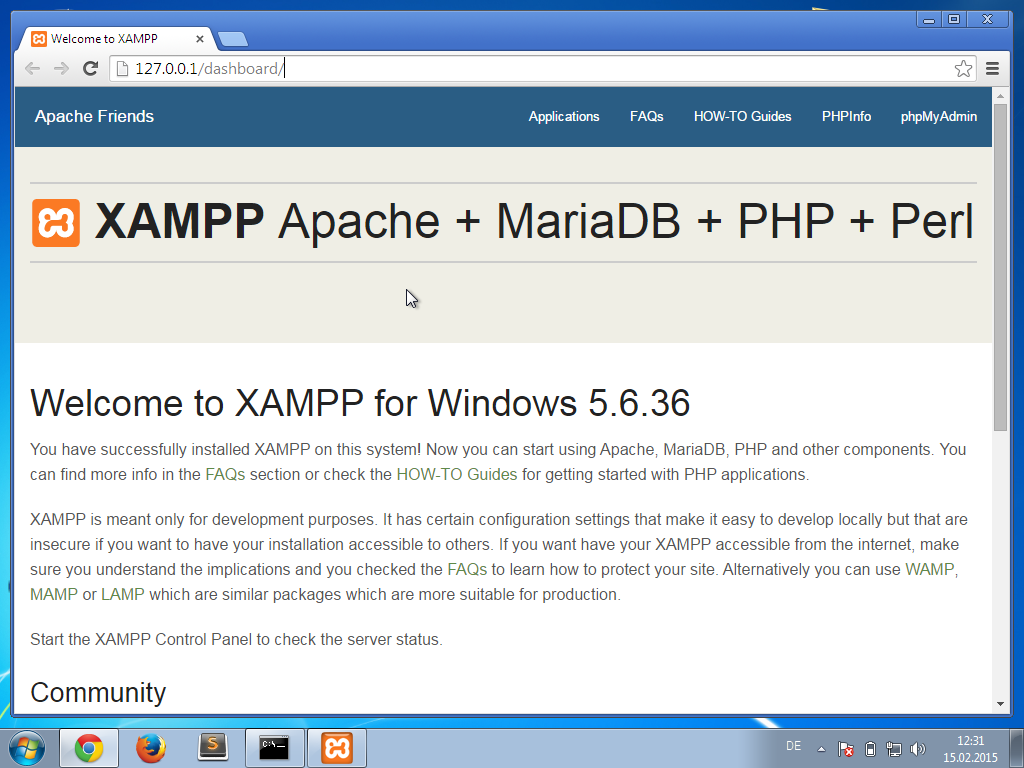 Welcome to XAMPP
127.0.0.1/dashboard/
Apache Friends
Applications
FAQs
HOW-TO Guides
PHPInfo
phpMyAdmin
XAMPP Apache + MariaDB + PHP + Perl
Welcome to XAMPP for Windows 5.6.36
You have successfully installed XAMPP on this system! Now you can start using Apache, MariaDB, PHP and other components. You
can find more info in the FAQs section or check the HOW-TO Guides for getting started with PHP applications.
XAMPP is meant only for development purposes. It has certain configuration settings that make it easy to develop locally but that are
insecure if you want to have your installation accessible to others. If you want have your XAMPP accessible from the internet, make
sure you understand the implications and you checked the FAQs to learn how to protect your site. Alternatively you can use WAMP,
MAMP or LAMP which are similar packages which are more suitable for production.
Start the XAMPP Control Panel to check the server status.
Community
S
C:\_
DE
12:31
15.02.2015